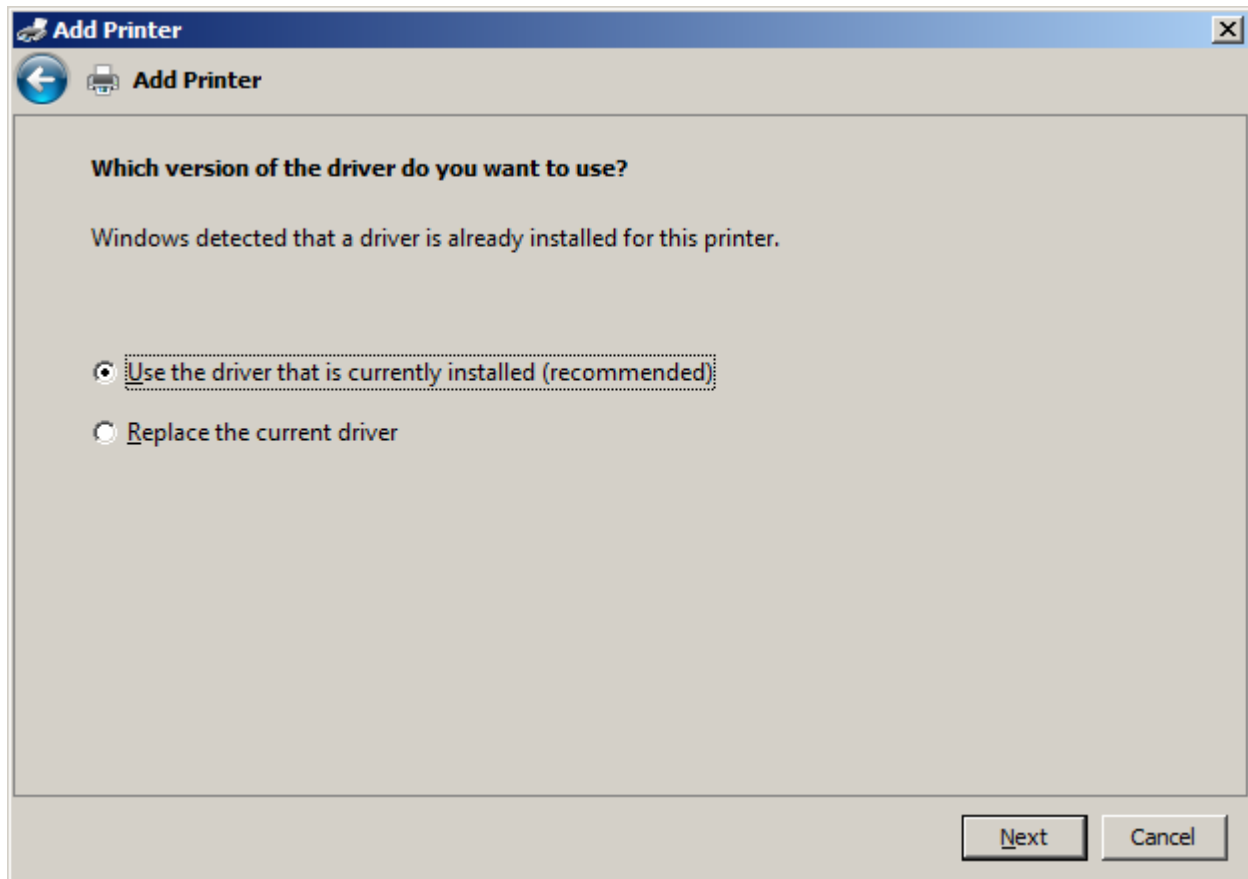 Add Printer
Add Printer
Which version of the driver do you want to use?
Windows detected that a driver is already installed for this printer.
Use the driver that is currently installed (recommended)
Replace the current driver
Next
Cancel